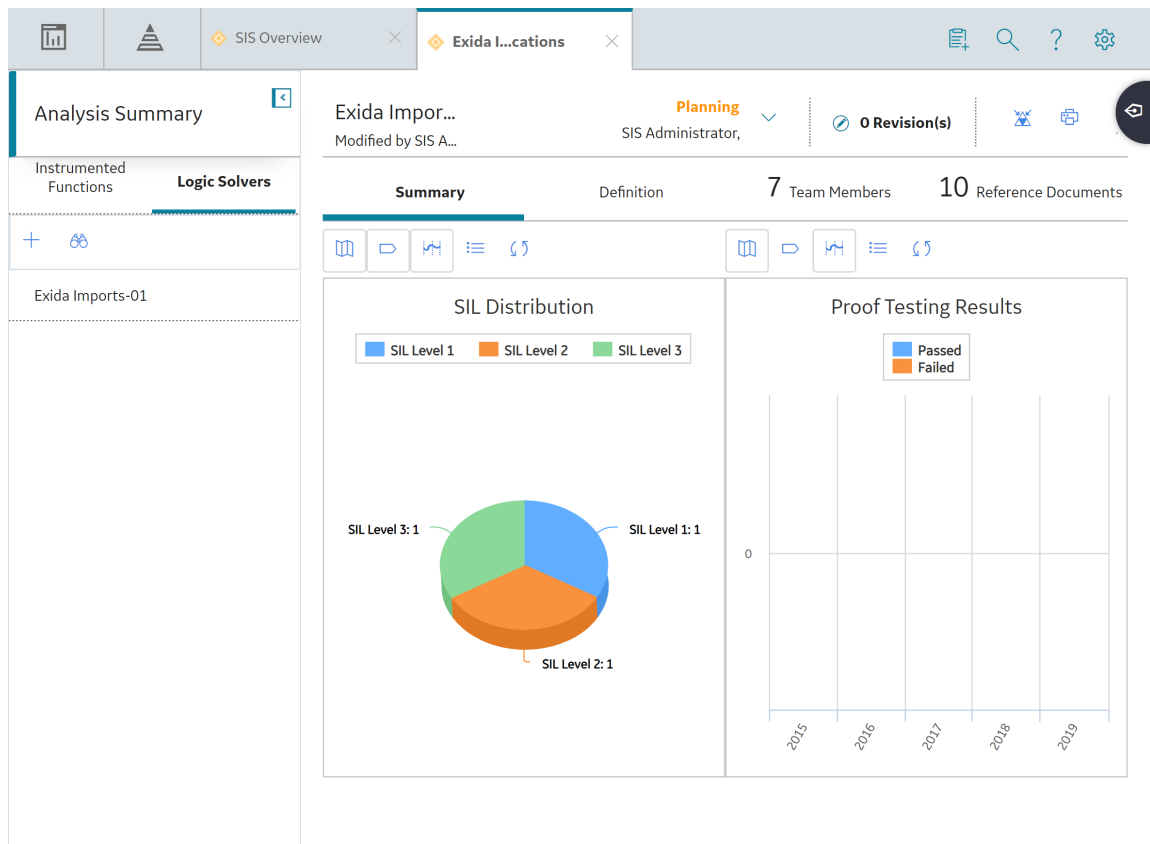 SIS Overview
Exida I...cations
Analysis Summary
Instrumented
Functions
Logic Solvers
Exida Imports-01
Exida Impor...
Modified by SIS A...
Planning
SIS Administrator,
0 Revision(s)
Summary
Definition
7 Team Members
10 Reference Documents
SIL Distribution
SIL Level 1
SIL Level 2
SIL Level 3
SIL Level 3: 1
SIL Level 1: 1
SIL Level 2: 1
Proof Testing Results
Passed
Failed
0
2015
2016
2017
2018
2019